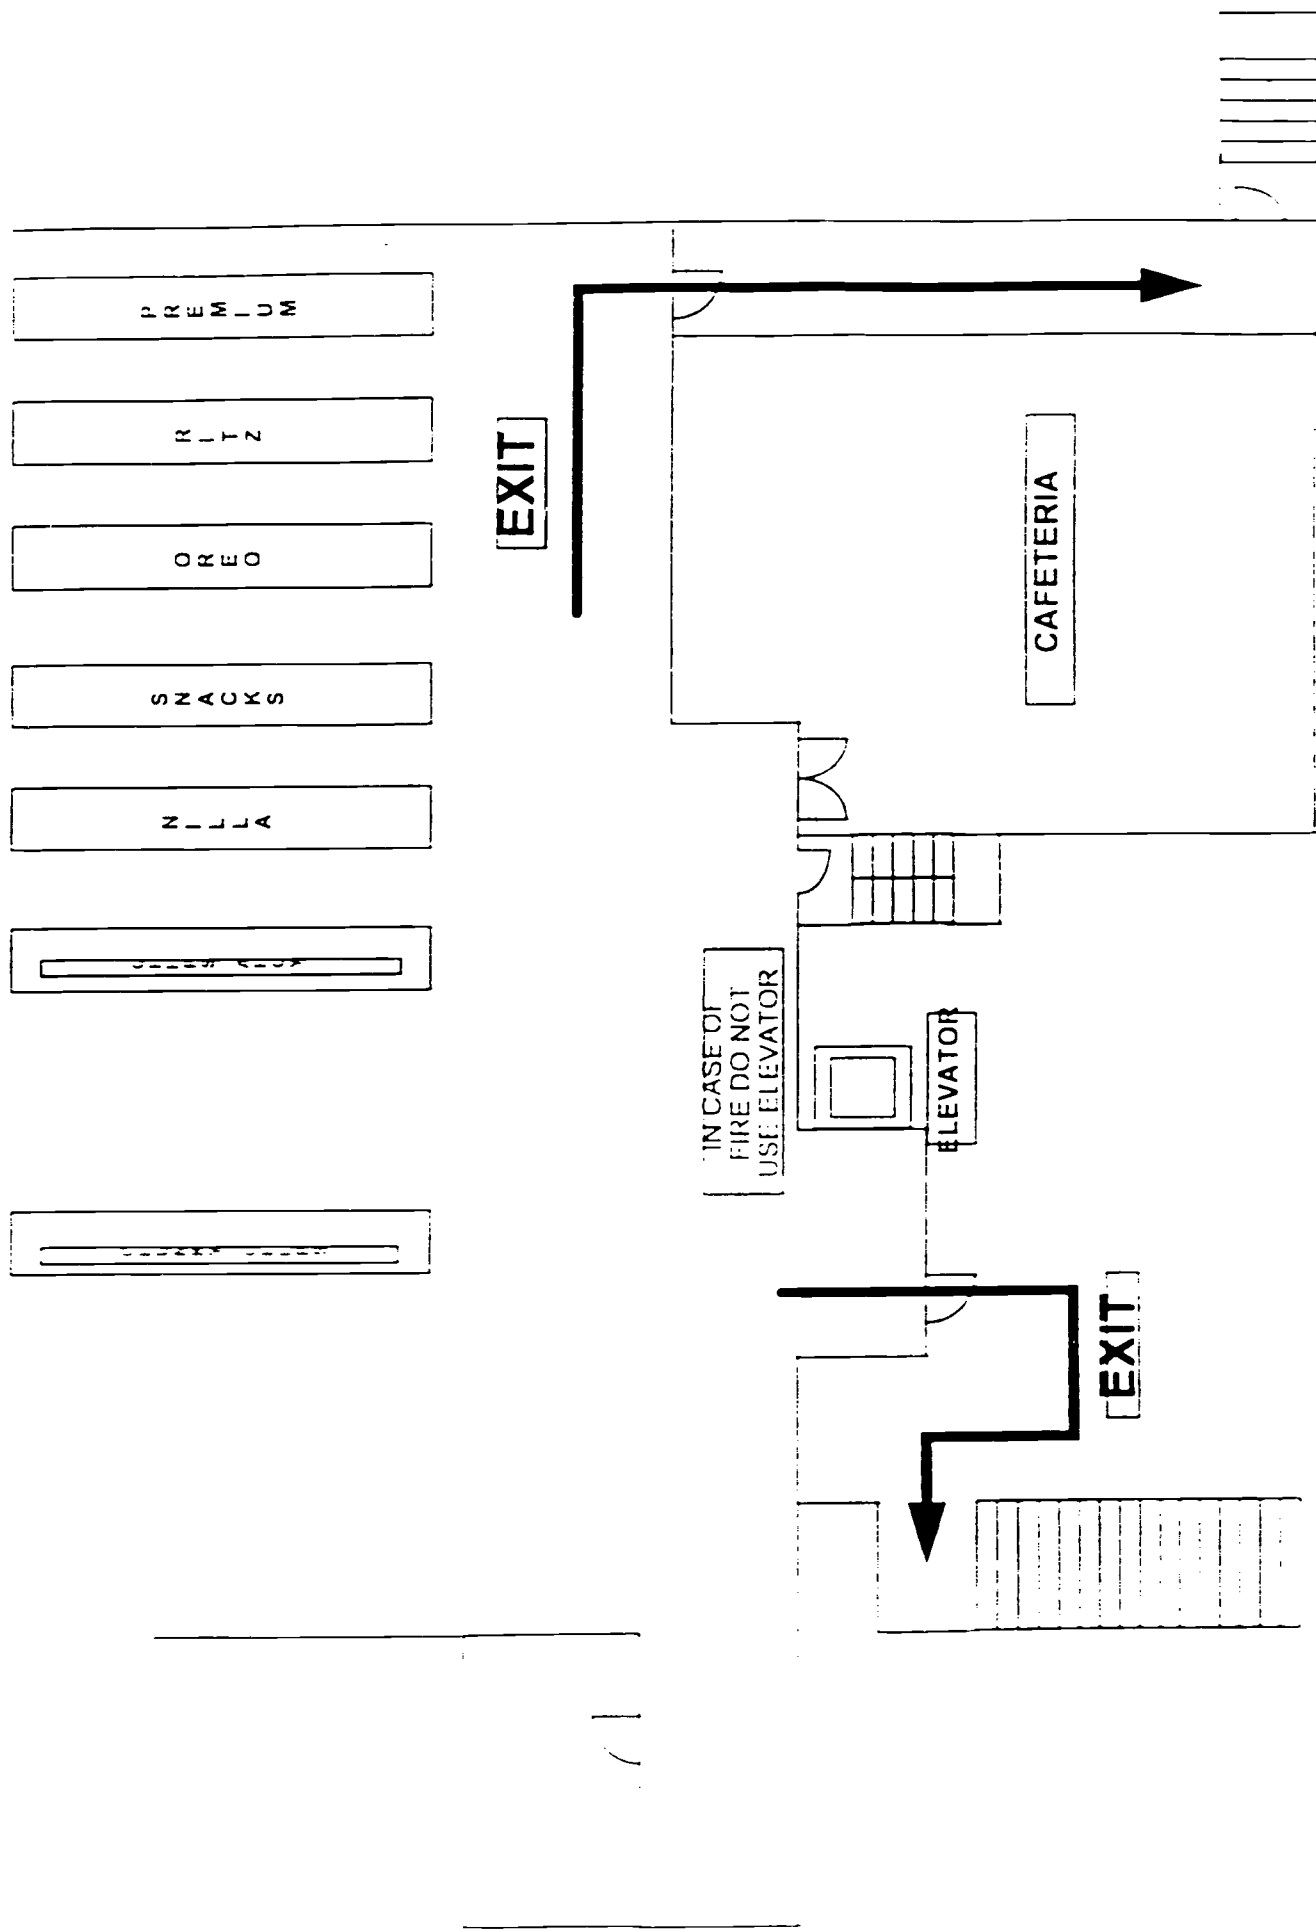 PREMIUM
RITZ
OREO
SNACKS
NILLA
EXIT
CAFETERIA
IN CASE OF
FIRE DO NOT
USE ELEVATOR
ELEVATOR
EXIT